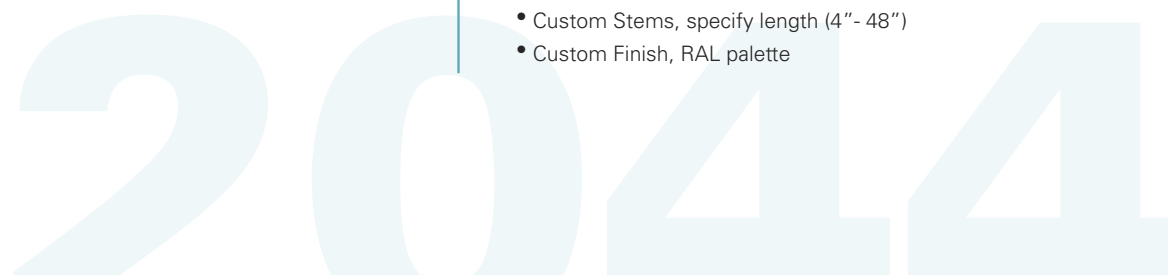 • Custom Stems, specify length (4”- 48”)
• Custom Finish, RAL palette
2044